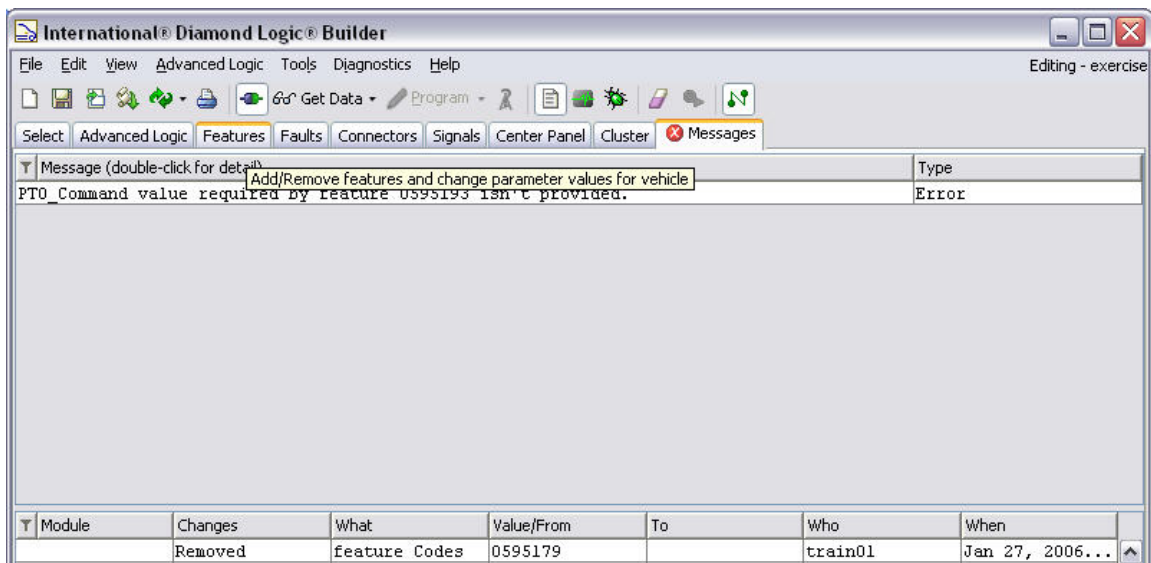 International® Diamond Logic® Builder
File Edit View Advanced Logic Tools Diagnostics Help Editing - exercise
Get Data Program
Select Advanced Logic Features Faults Connectors Signals Center Panel Cluster Messages
Message (double-click for detail) Type
Add/Remove features and change parameter values for vehicle
PTO_Command value required by feature 0595193 isn't provided. Error
Module Changes What Value/From To Who When
Removed feature Codes 0595179 train01 Jan 27, 2006...